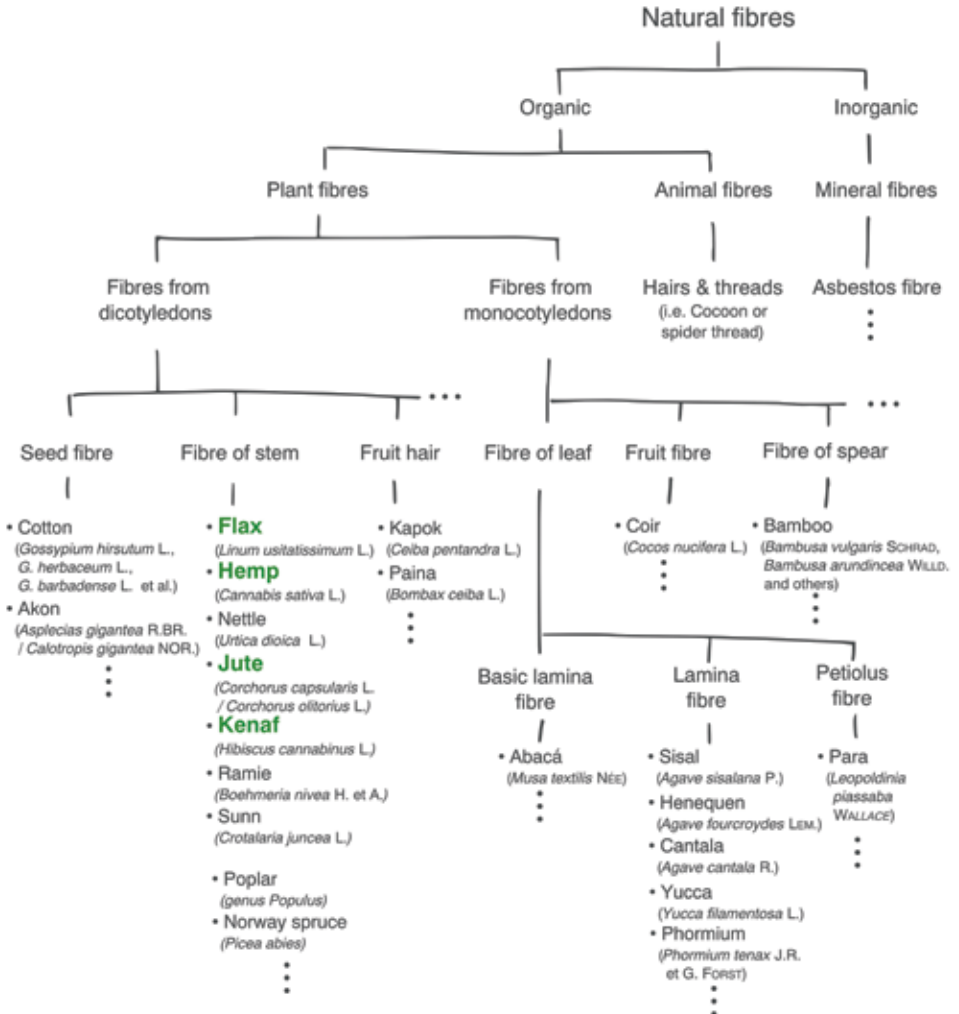 Natural fibres
Organic
Inorganic
Plant fibres
Animal fibres
Mineral fibres
Fibres from
dicotyledons
Fibres from
monocotyledons
Hairs & threads
(i.e. Cocoon or
spider thread)
Asbestos fibre
Seed fibre
Fibre of stem
Fruit hair
Fibre of leaf
Fruit fibre
Fibre of spear
• Cotton
(Gossypium hirsutum L.,
G. herbaceum L.,
G. barbadense L. et al.)
• Akon
(Asplecias gigantea R.BR.
/ Calotropis gigantea NOR.)
• Flax
(Linum usitatissimum L.)
• Hemp
(Cannabis sativa L.)
• Nettle
(Urtica dioica L.)
• Jute
(Corchorus capsularis L.
/ Corchorus olitorius L.)
• Kenaf
(Hibiscus cannabinus L.)
• Ramie
(Boehmeria nivea H. et A.)
• Sunn
(Crotalaria juncea L.)
• Poplar
(genus Populus)
• Norway spruce
(Picea abies)
• Kapok
(Ceiba pentandra L.)
• Paina
(Bombax ceiba L.)
• Coir
(Cocos nucifera L.)
• Bamboo
(Bambusa vulgaris SCHRAD,
Bambusa arundincea WILLD.
and others)
Basic lamina
fibre
Lamina
fibre
Petiolus
fibre
• Abacá
(Musa textilis NÉE)
• Sisal
(Agave sisalana P.)
• Henequen
(Agave fourcroydes LEM.)
• Cantala
(Agave cantala R.)
• Yucca
(Yucca filamentosa L.)
• Phormium
(Phormium tenax J.R.
et G. FORST)
• Para
(Leopoldinia
piassaba
WALLACE)